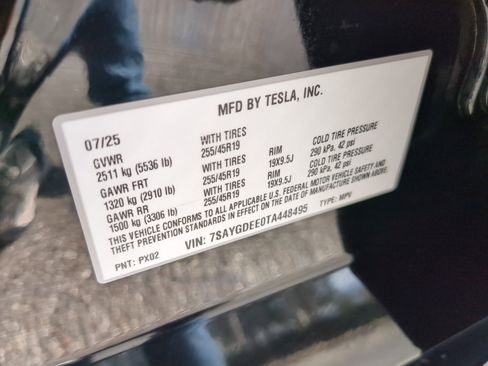 MFD BY TESLA, INC.
07/25
GVWR WITH TIRES RIM COLD TIRE PRESSURE
2511 kg (5536 lb) 255/45R19 19X9.5J 290 kPa, 42 psi
GAWR FRT WITH TIRES RIM COLD TIRE PRESSURE
1320 kg (2910 lb) 255/45R19 19X9.5J 290 kPa, 42 psi
GAWR RR WITH TIRES
1500 kg (3306 lb) 255/45R19
THIS VEHICLE CONFORMS TO ALL APPLICABLE U.S. FEDERAL MOTOR VEHICLE SAFETY AND
THEFT PREVENTION STANDARDS IN EFFECT ON THE DATE OF MANUFACTURE SHOWN ABOVE.
VIN: 7SAYGDEE0TA448495 TYPE: MPV
PNT: PX02